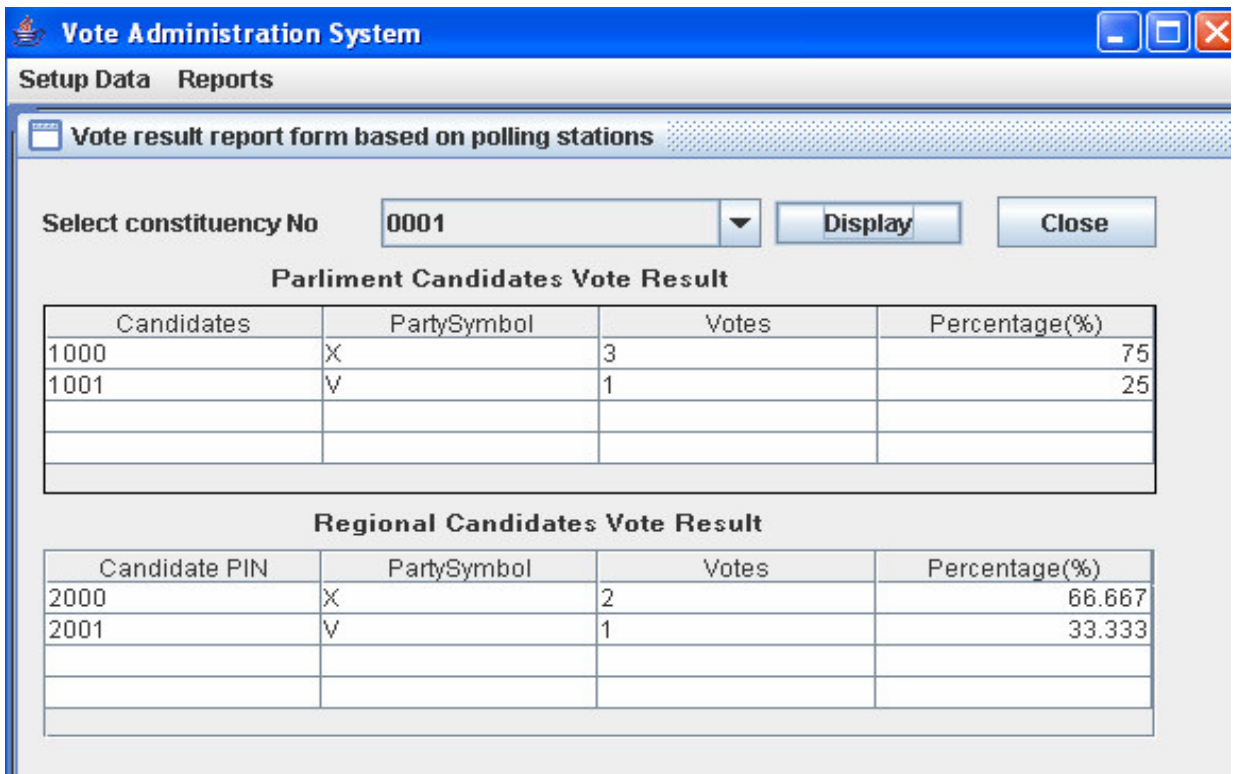 Vote Administration System
Setup Data Reports
Vote result report form based on polling stations
Select constituency No 0001 Display Close
Parliment Candidates Vote Result
Candidates PartySymbol Votes Percentage(%)
1000 X 3 75
1001 V 1 25
Regional Candidates Vote Result
Candidate PIN PartySymbol Votes Percentage(%)
2000 X 2 66.667
2001 V 1 33.333